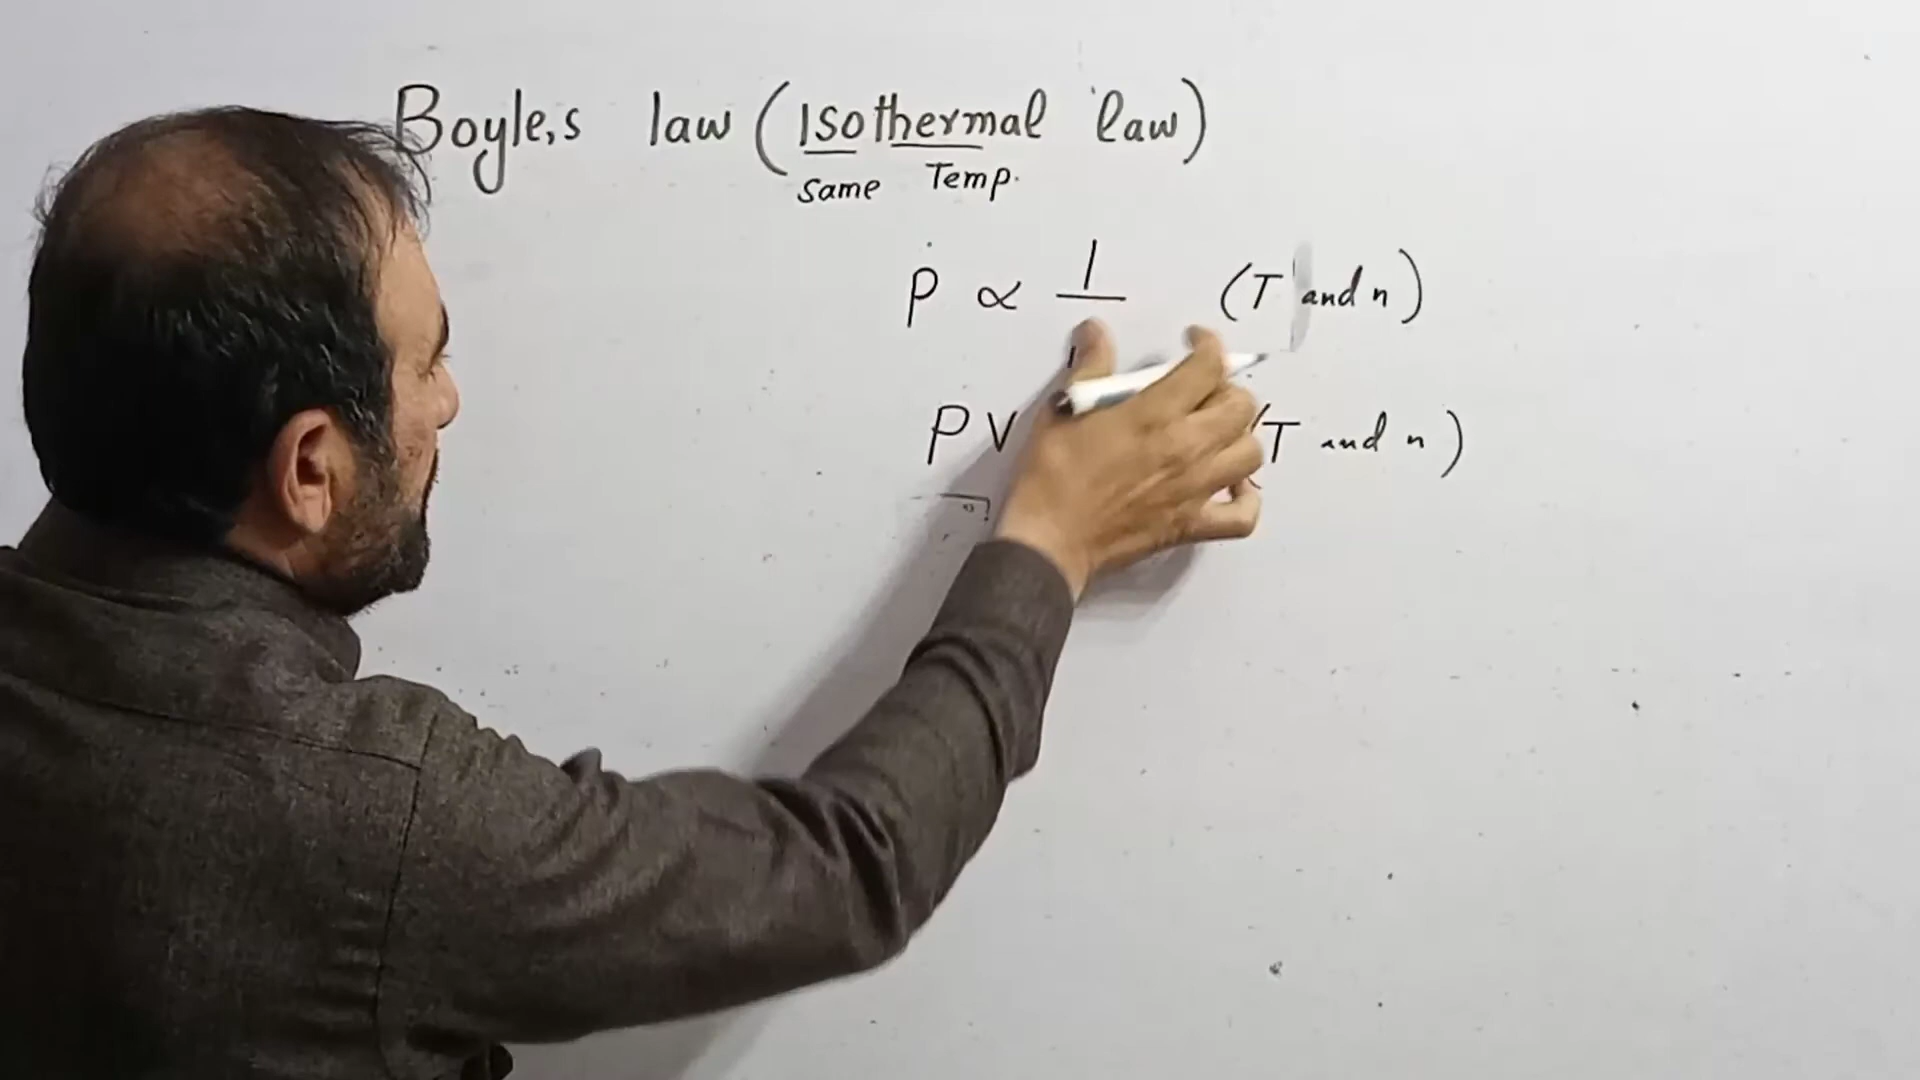 Boyle,s law (Isothermal law)
same Temp.
P ∝ 1 (T and n)
PV (T and n)